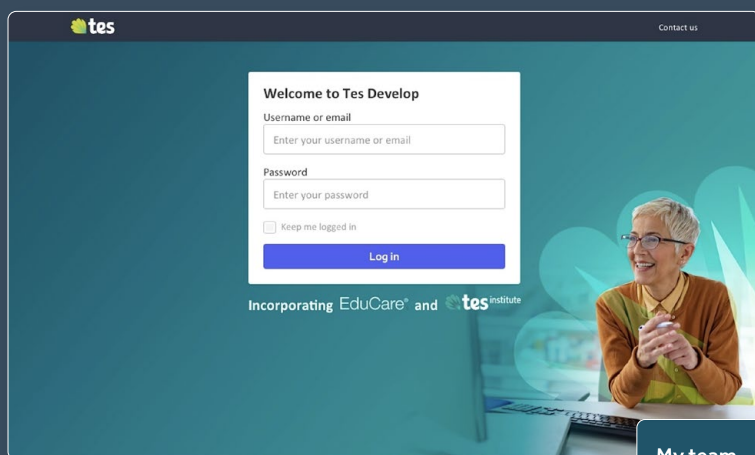 tes
Contact us
Welcome to Tes Develop
Username or email
Enter your username or email
Password
Enter your password
Keep me logged in
Log in
Incorporating EduCare® and tes institute
My team